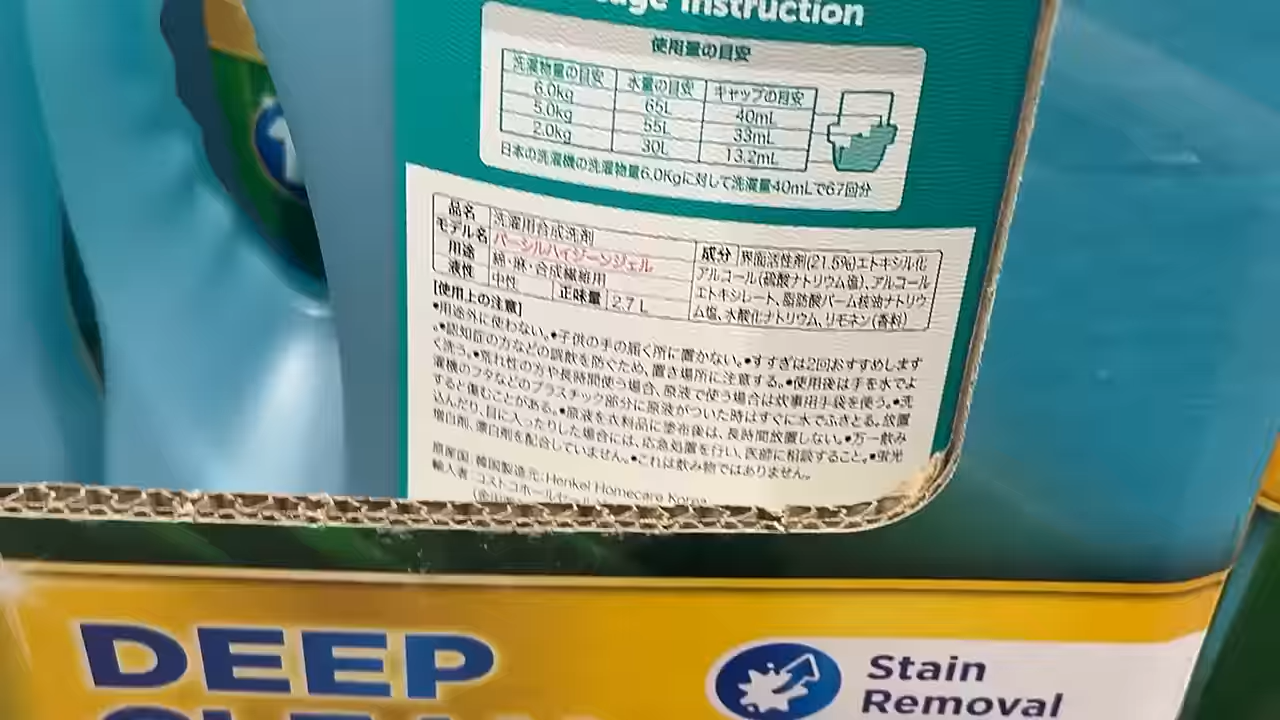 age Instruction
使用量の目安
洗濯物量の目安 水量の目安 キャップの目安
6.0kg 65L 40mL
5.0kg 55L 33mL
2.0kg 30L 13.2mL
日本の洗濯機の洗濯物量6.0Kgに対して洗濯量40mLで67回分
品名 洗濯用合成洗剤
モデル名 パーシルハイジーンジェル
用途 綿・麻・合成繊維用
液性 中性 正味量 2.7L
成分 界面活性剤(21.5%)エトキシル化
アルコール(硫酸ナトリウム塩)、アルコール
エトキシレート、脂肪酸パーム核油ナトリウ
ム塩、水酸化ナトリウム、リモネン(香料)
[使用上の注意]
●用途外に使わない。●子供の手の届く所に置かない。●すすぎは2回おすすめします
●認知症の方などの誤飲を防ぐため、置き場所に注意する。●使用後は手を水でよ
く洗う。●荒れ性の方や長時間使う場合、原液で使う場合は炊事用手袋を使う。●洗
濯機のフタなどのプラスチック部分に原液がついた時はすぐに水でふきとる。放置
すると傷むことがある。●原液を衣料品に塗布後は、長時間放置しない。●万一飲み
込んだり、目に入ったりした場合には、応急処置を行い、医師に相談すること。●蛍光
増白剤、漂白剤を配合していません。●これは飲み物ではありません。
原産国:韓国製造元:Henkel Homecare Korea
輸入者:コストコホールセール
DEEP
CLEAN
Stain
Removal